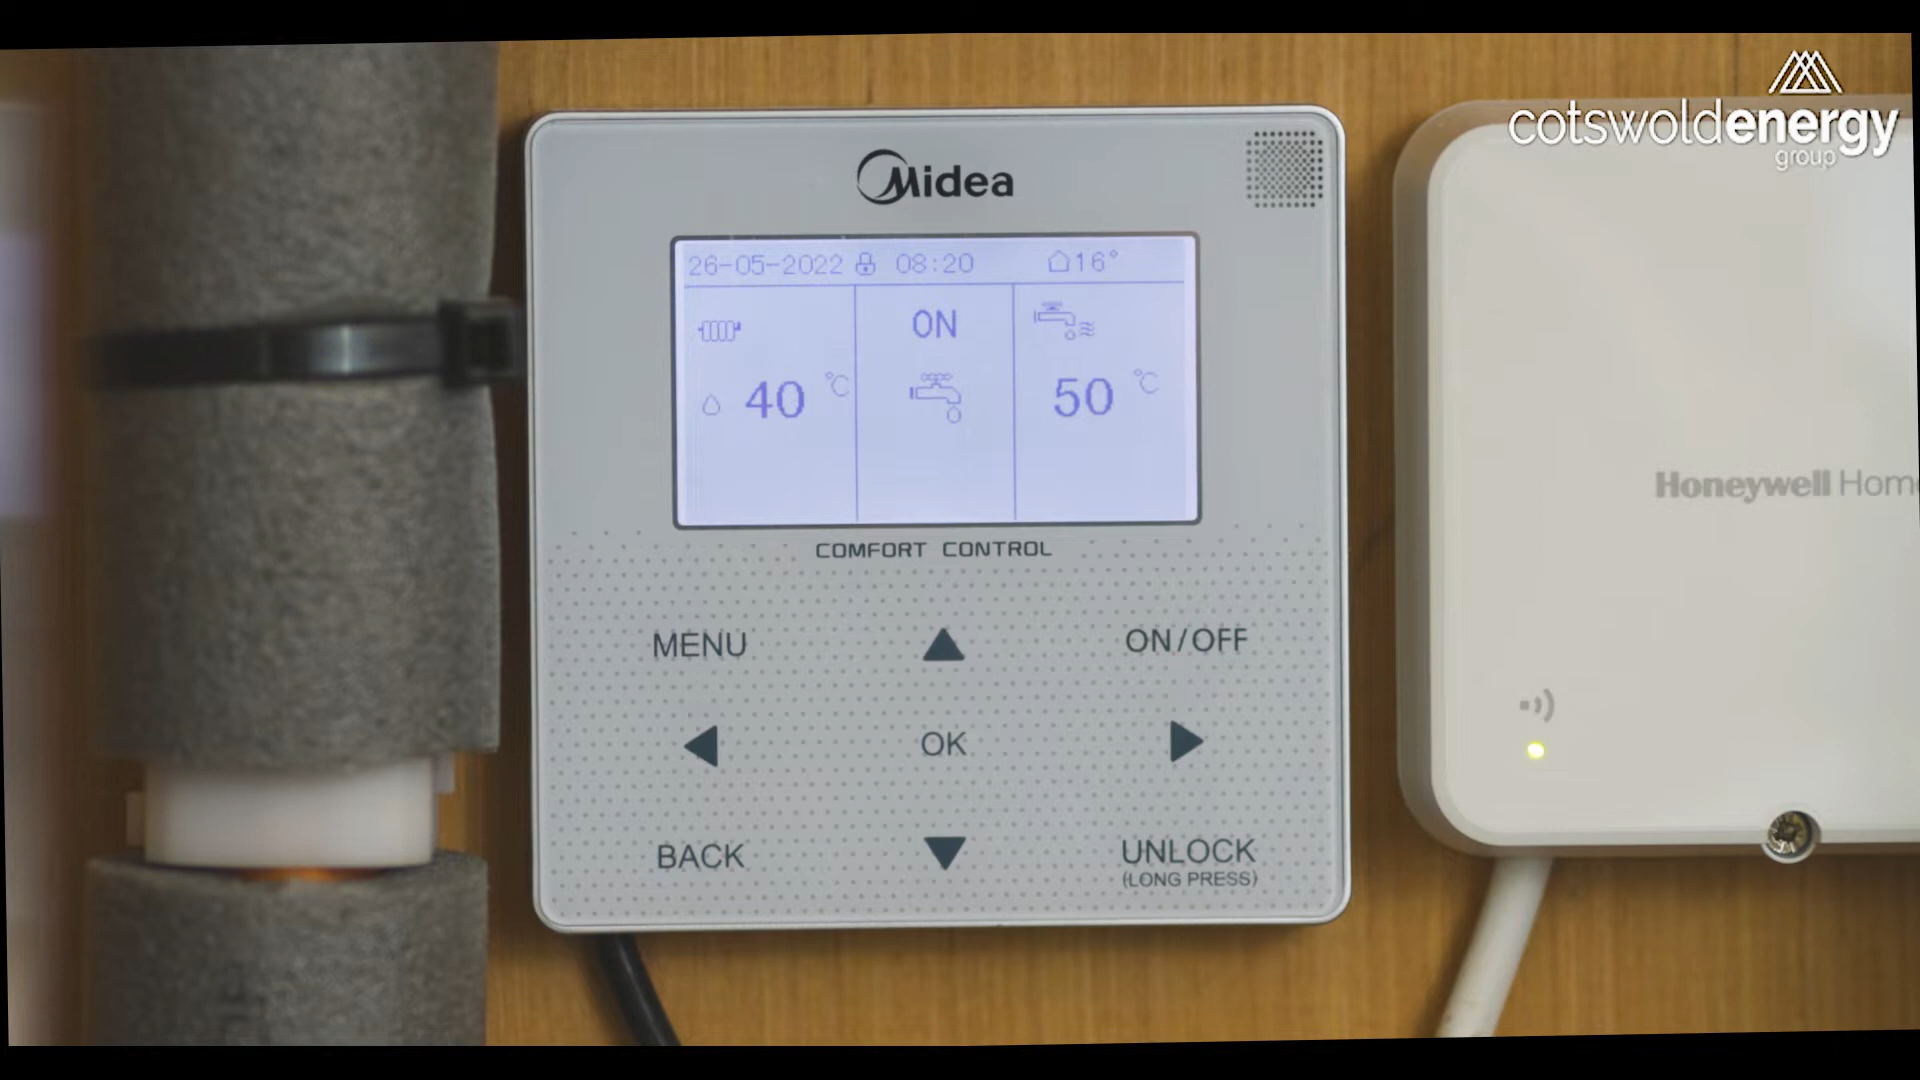 cotswoldenergy
group
Midea
26-05-2022 08:20 16°
ON
40 °C
50 °C
COMFORT CONTROL
MENU
ON/OFF
OK
BACK
UNLOCK
(LONG PRESS)
Honeywell Home